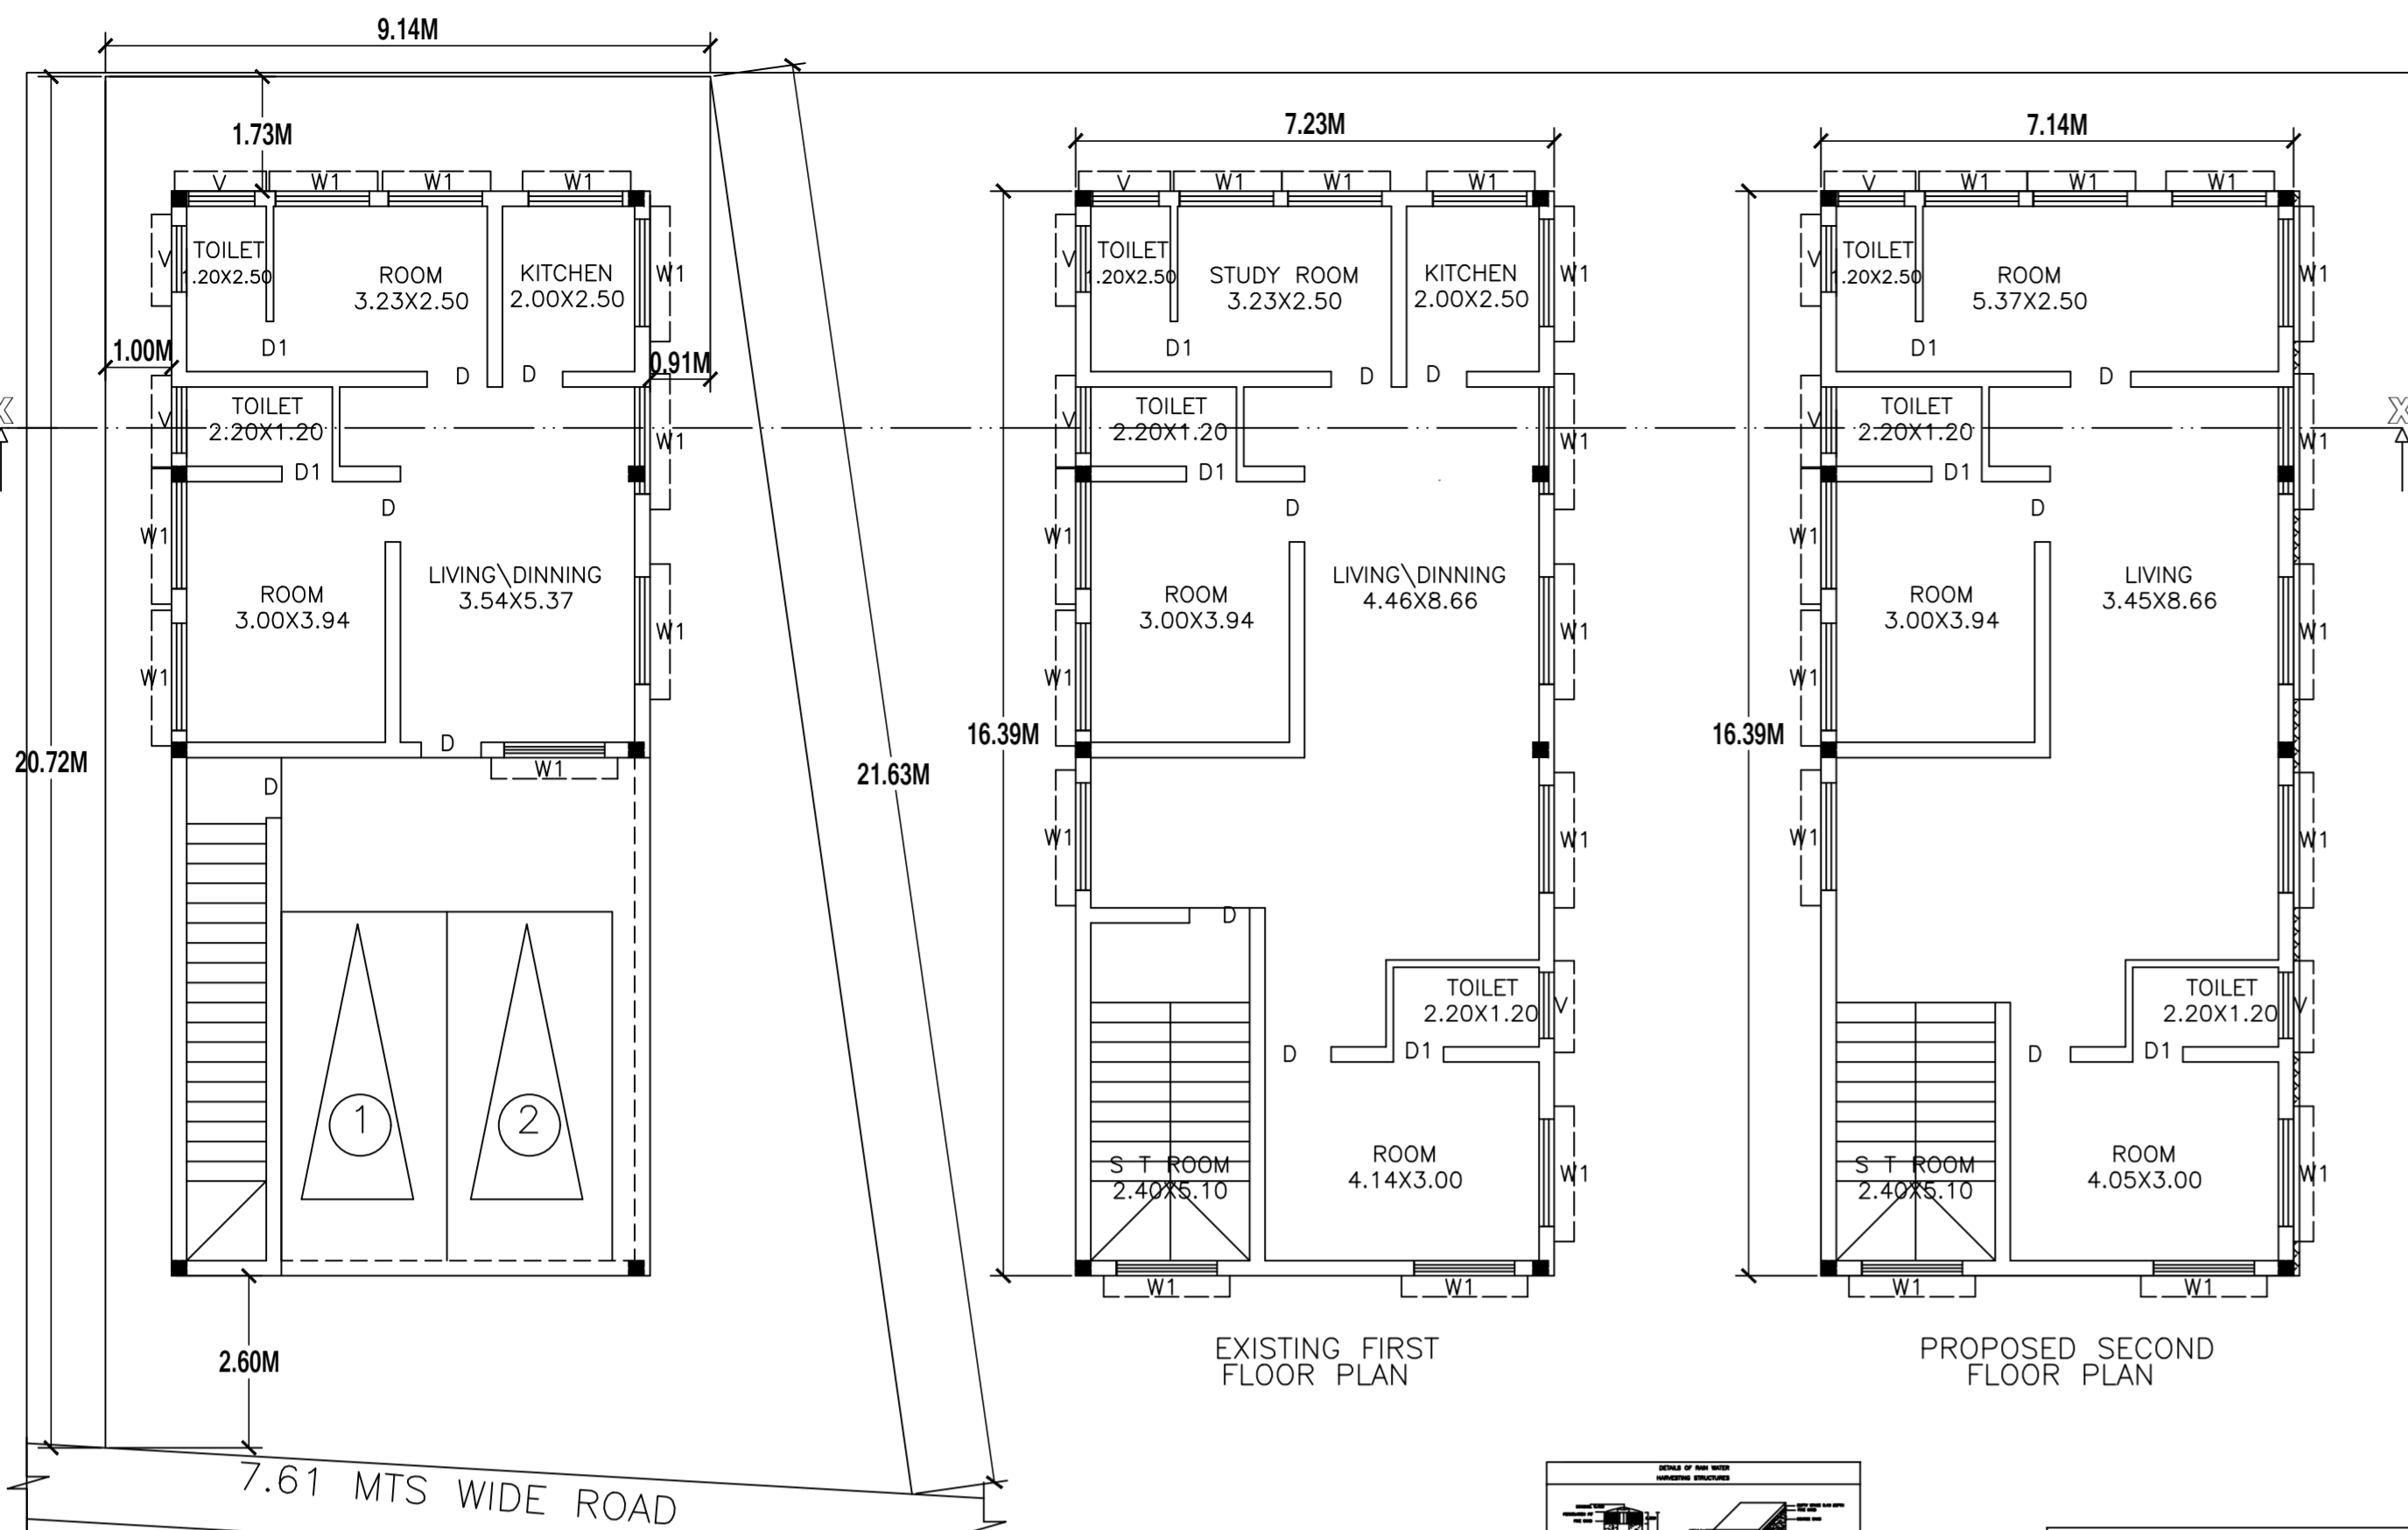 9.14M
1.73M
V
W1
W1
W1
V
TOILET
1.20X2.50
ROOM
3.23X2.50
KITCHEN
2.00X2.50
W1
D1
1.00M
D
D
0.91M
X
V
TOILET
2.20X1.20
W1
D1
D
W1
ROOM
3.00X3.94
LIVING\DINNING
3.54X5.37
W1
W1
D
W1
D
20.72M
21.63M
1
2
2.60M
7.61 MTS WIDE ROAD
7.23M
V
W1
W1
W1
V
TOILET
1.20X2.50
STUDY ROOM
3.23X2.50
KITCHEN
2.00X2.50
W1
D1
D
D
V
TOILET
2.20X1.20
W1
D1
D
W1
ROOM
3.00X3.94
LIVING\DINNING
4.46X8.66
W1
W1
16.39M
W1
W1
D
TOILET
2.20X1.20
V
D
D1
S T ROOM
2.40X5.10
ROOM
4.14X3.00
W1
W1
W1
EXISTING FIRST
FLOOR PLAN
7.14M
V
W1
W1
W1
V
TOILET
1.20X2.50
ROOM
5.37X2.50
W1
D1
D
X
V
TOILET
2.20X1.20
W1
D1
D
W1
ROOM
3.00X3.94
LIVING
3.45X8.66
W1
W1
16.39M
W1
W1
TOILET
2.20X1.20
V
D
D1
S T ROOM
2.40X5.10
ROOM
4.05X3.00
W1
W1
W1
PROPOSED SECOND
FLOOR PLAN
DETAILS OF RAIN WATER
HARVESTING STRUCTURES